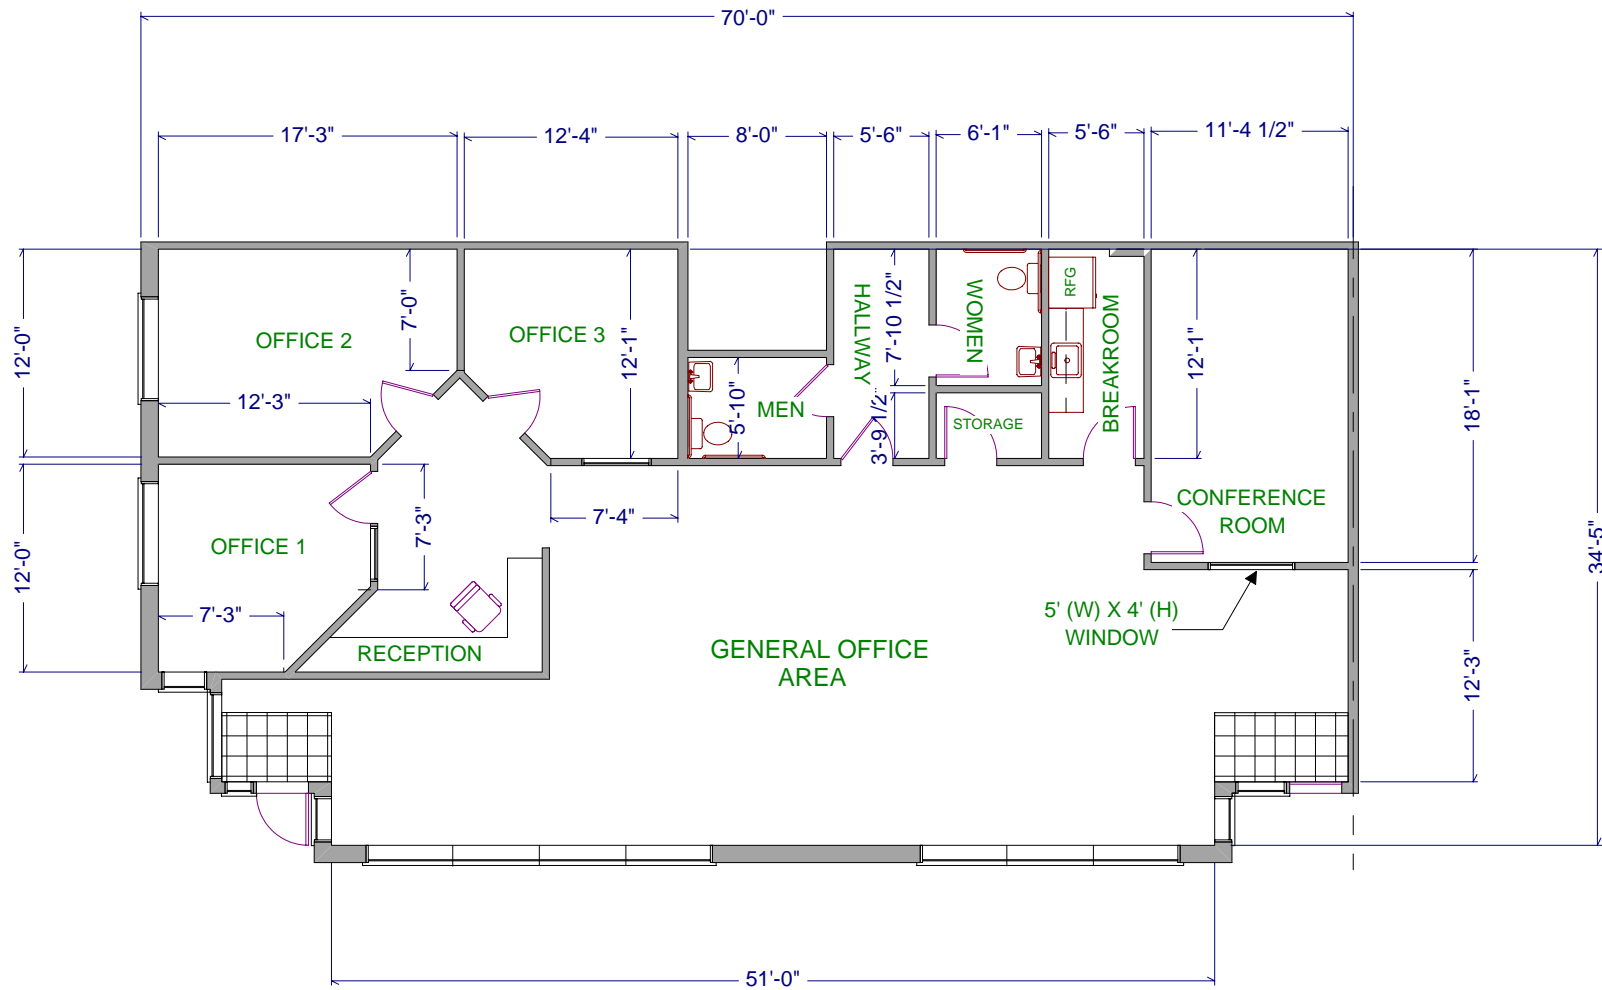 70'-0"
17'-3"
12'-4"
8'-0"
5'-6"
6'-1"
5'-6"
11'-4 1/2"
12'-0"
OFFICE 2
7'-0"
OFFICE 3
12'-1"
HALLWAY
7'-10 1/2"
WOMEN
RFG
BREAKROOM
12'-1"
18'-1"
34'-5"
12'-3"
5'-10"
MEN
3'-9 1/2"
STORAGE
12'-0"
OFFICE 1
7'-3"
7'-4"
CONFERENCE
ROOM
7'-3"
RECEPTION
GENERAL OFFICE
AREA
5' (W) X 4' (H)
WINDOW
12'-3"
51'-0"